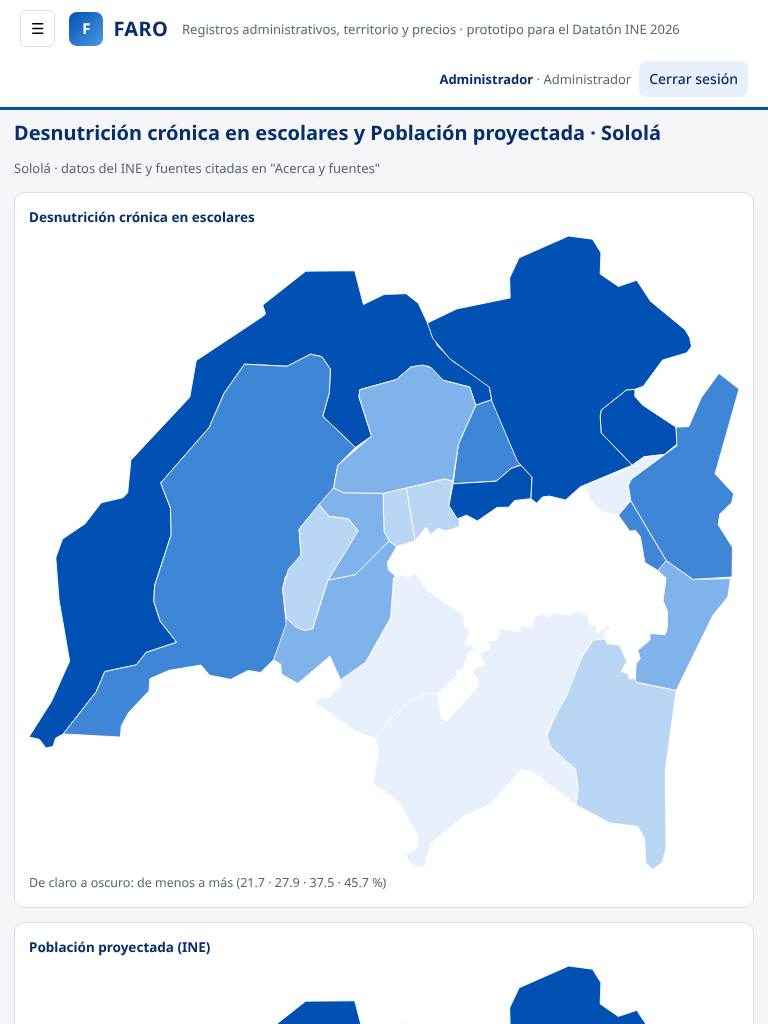 ☰ F FARO Registros administrativos, territorio y precios · prototipo para el Datatón INE 2026
Administrador · Administrador Cerrar sesión
Desnutrición crónica en escolares y Población proyectada · Sololá
Sololá · datos del INE y fuentes citadas en "Acerca y fuentes"
Desnutrición crónica en escolares
De claro a oscuro: de menos a más (21.7 · 27.9 · 37.5 · 45.7 %)
Población proyectada (INE)